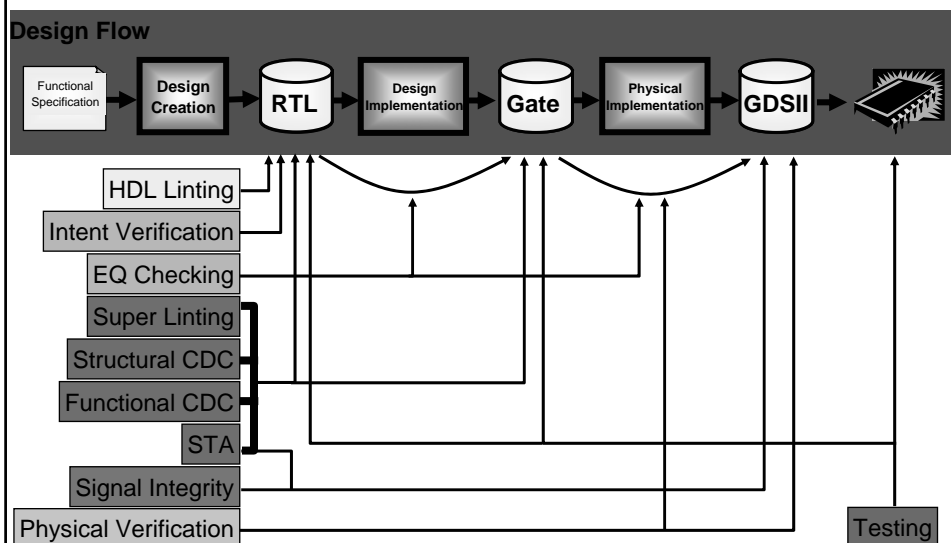 Design Flow
Functional
Specification
Design
Creation
RTL
Design
Implementation
Gate
Physical
Implementation
GDSII
HDL Linting
Intent Verification
EQ Checking
Super Linting
Structural CDC
Functional CDC
STA
Signal Integrity
Physical Verification
Testing